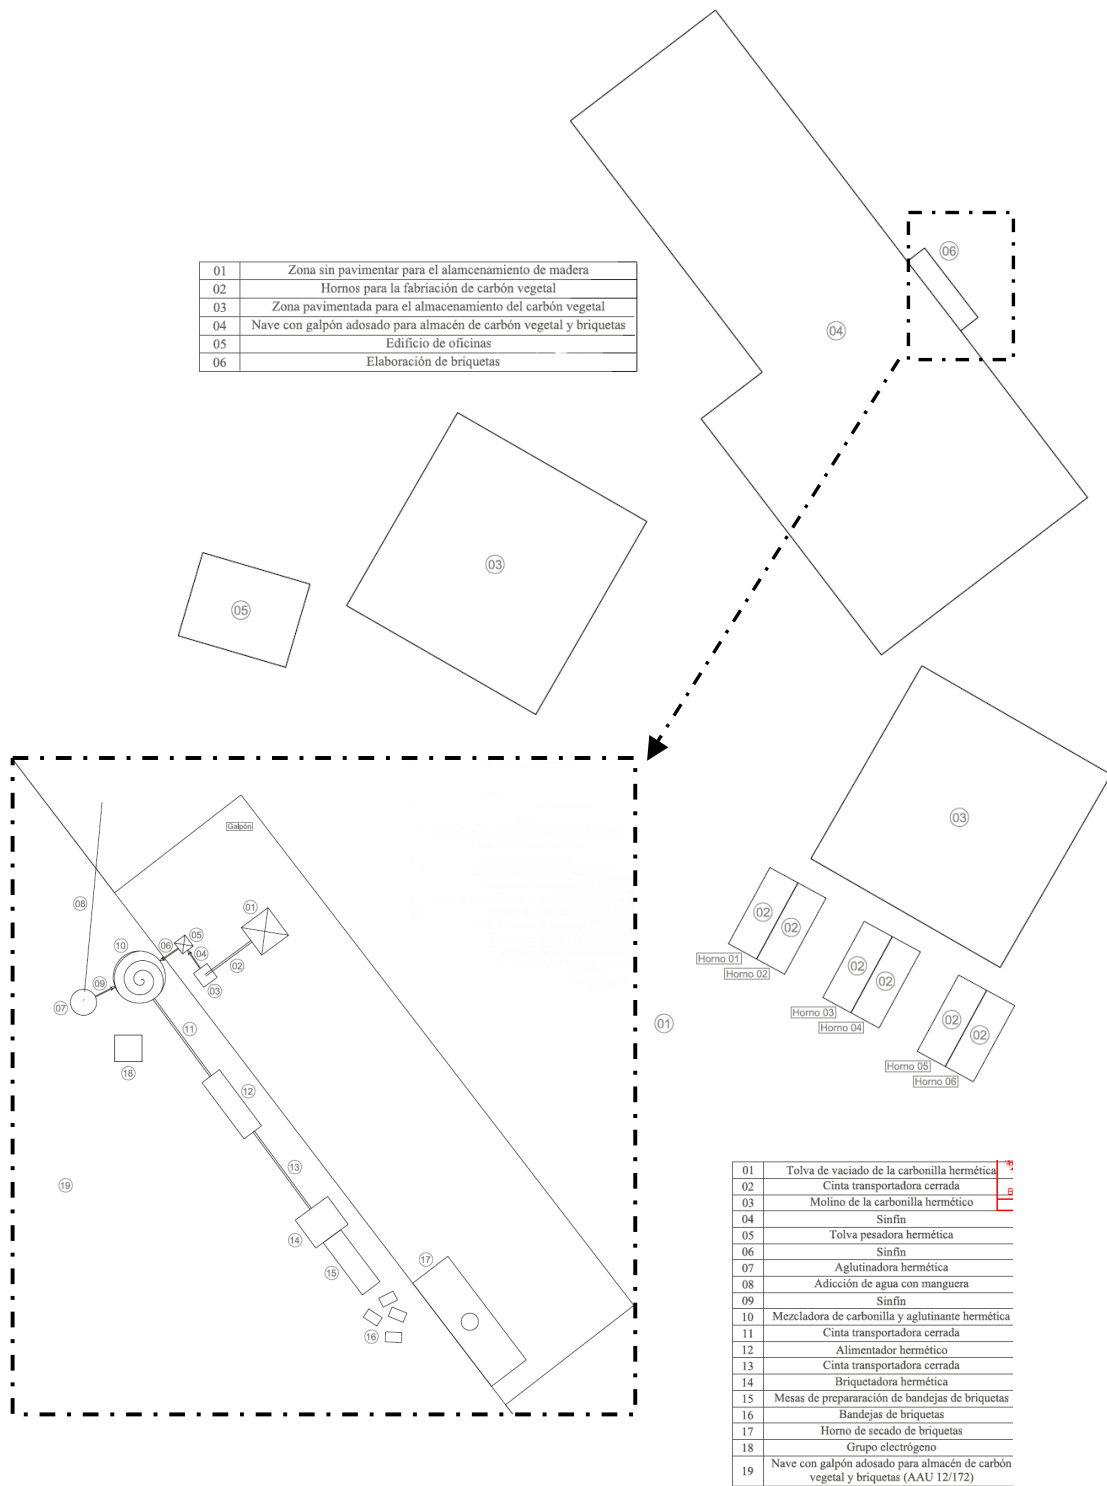 06
04
01 Zona sin pavimentar para el alamcenamiento de madera
02 Hornos para la fabriación de carbón vegetal
03 Zona pavimentada para el almacenamiento del carbón vegetal
04 Nave con galpón adosado para almacén de carbón vegetal y briquetas
05 Edificio de oficinas
06 Elaboración de briquetas
03
05
03
02
02
Horno 01
Horno 02
02
02
Horno 03
Horno 04
02
02
Horno 05
Horno 06
01
Galpón
08
01
10
06
05
04
02
03
09
07
11
18
12
13
19
14
15
17
16
01 Tolva de vaciado de la carbonilla hermética
02 Cinta transportadora cerrada
03 Molino de la carbonilla hermético
B
04 Sinfín
05 Tolva pesadora hermética
06 Sinfín
07 Aglutinadora hermética
08 Adicción de agua con manguera
09 Sinfín
10 Mezcladora de carbonilla y aglutinante hermética
11 Cinta transportadora cerrada
12 Alimentador hermético
13 Cinta transportadora cerrada
14 Briquetadora hermética
15 Mesas de prepararación de bandejas de briquetas
16 Bandejas de briquetas
17 Horno de secado de briquetas
18 Grupo electrógeno
19 Nave con galpón adosado para almacén de carbón
vegetal y briquetas (AAU 12/172)